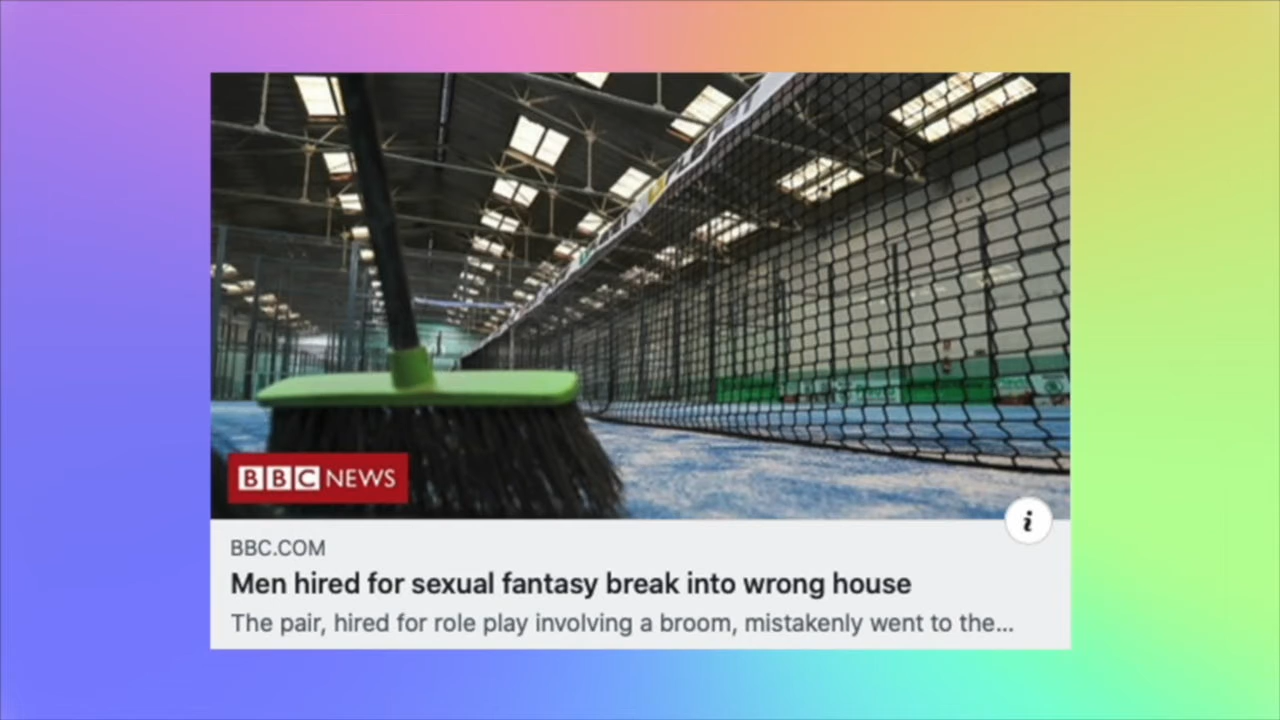 BBC NEWS
i
BBC.COM
Men hired for sexual fantasy break into wrong house
The pair, hired for role play involving a broom, mistakenly went to the...